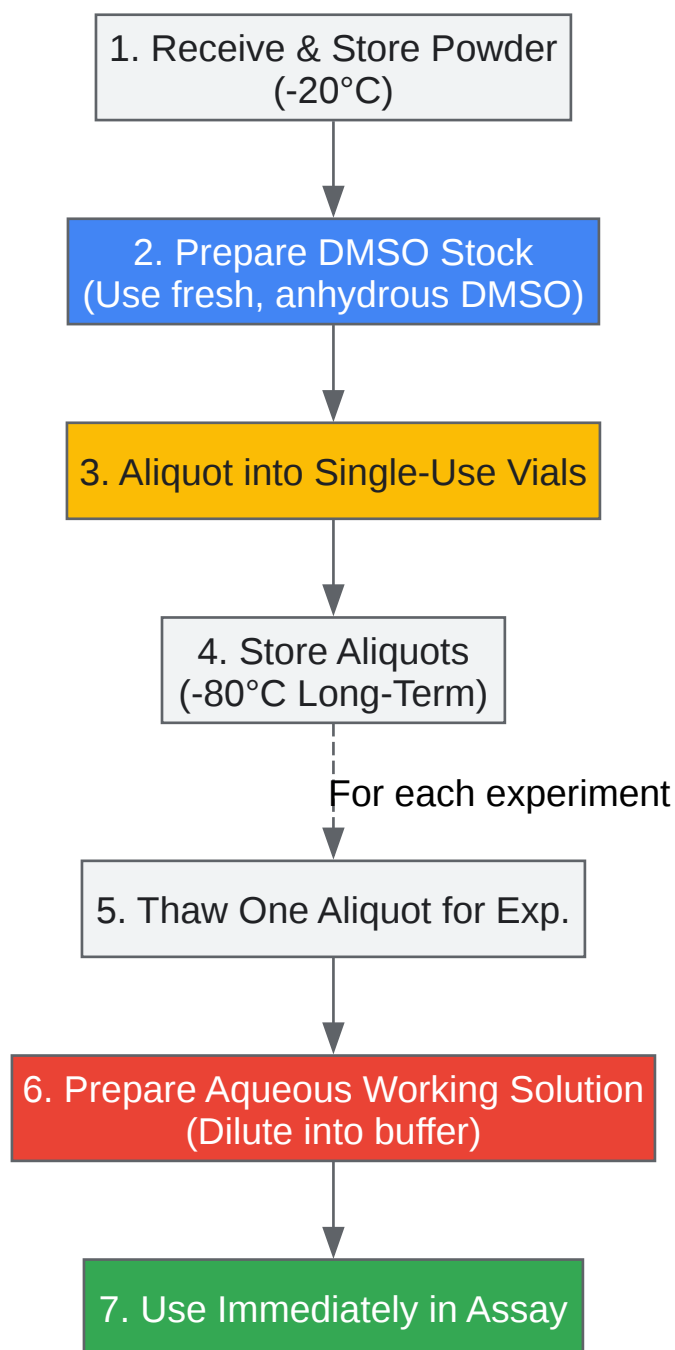 1. Receive & Store Powder
(-20°C)
2. Prepare DMSO Stock
(Use fresh, anhydrous DMSO)
3. Aliquot into Single-Use Vials
4. Store Aliquots
(-80°C Long-Term)
For each experiment
5. Thaw One Aliquot for Exp.
6. Prepare Aqueous Working Solution
(Dilute into buffer)
7. Use Immediately in Assay